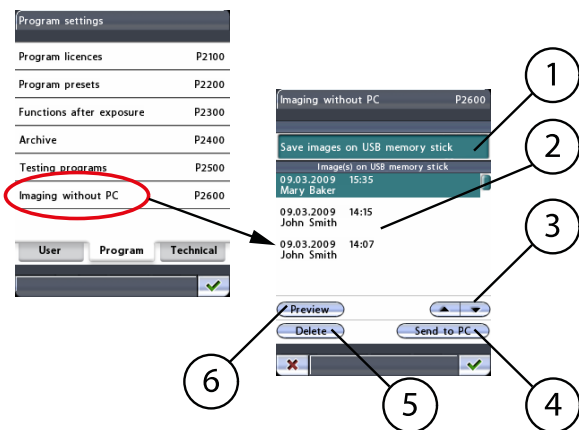 Program settings
Program licences P2100
Program presets P2200
Functions after exposure P2300
Archive P2400
Testing programs P2500
Imaging without PC P2600
User Program Technical
Imaging without PC P2600
Save images on USB memory stick
Image(s) on USB memory stick
09.03.2009 15:35
Mary Baker
09.03.2009 14:15
John Smith
09.03.2009 14:07
John Smith
Preview
Delete Send to PC
1
2
3
4
5
6